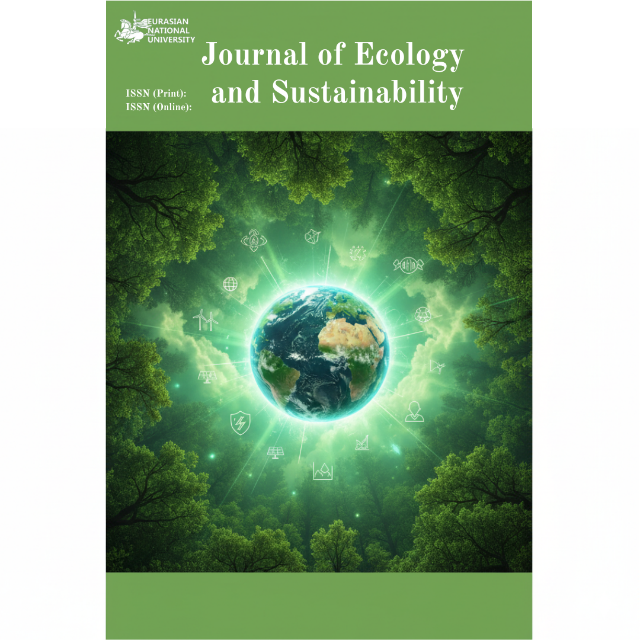 EURASIAN
NATIONAL
UNIVERSITY
Journal of Ecology
and Sustainability
ISSN (Print):
ISSN (Online):